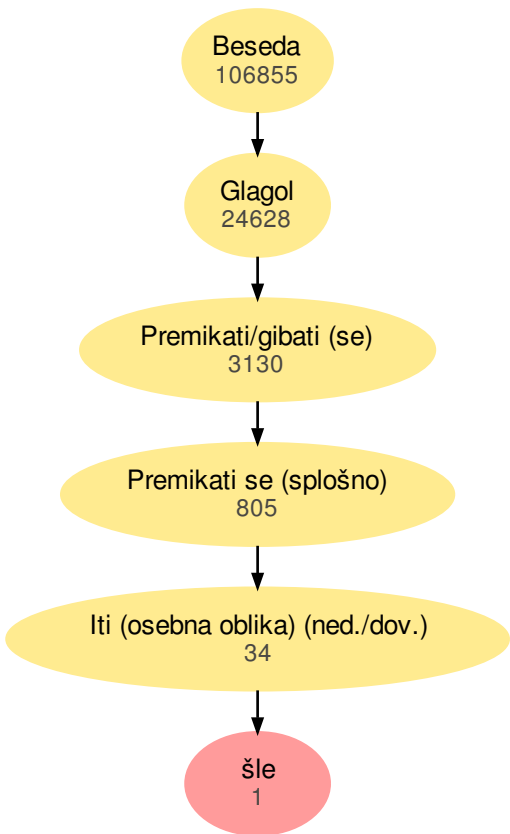 Beseda
106855
Glagol
24628
Premikati/gibati (se)
3130
Premikati se (splošno)
805
Iti (osebna oblika) (ned./dov.)
34
šle
1